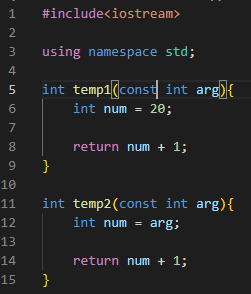 1 #include<iostream>
2
3 using namespace std;
4
5 int temp1(const int arg){
6     int num = 20;
7
8     return num + 1;
9 }
10
11 int temp2(const int arg){
12     int num = arg;
13
14     return num + 1;
15 }